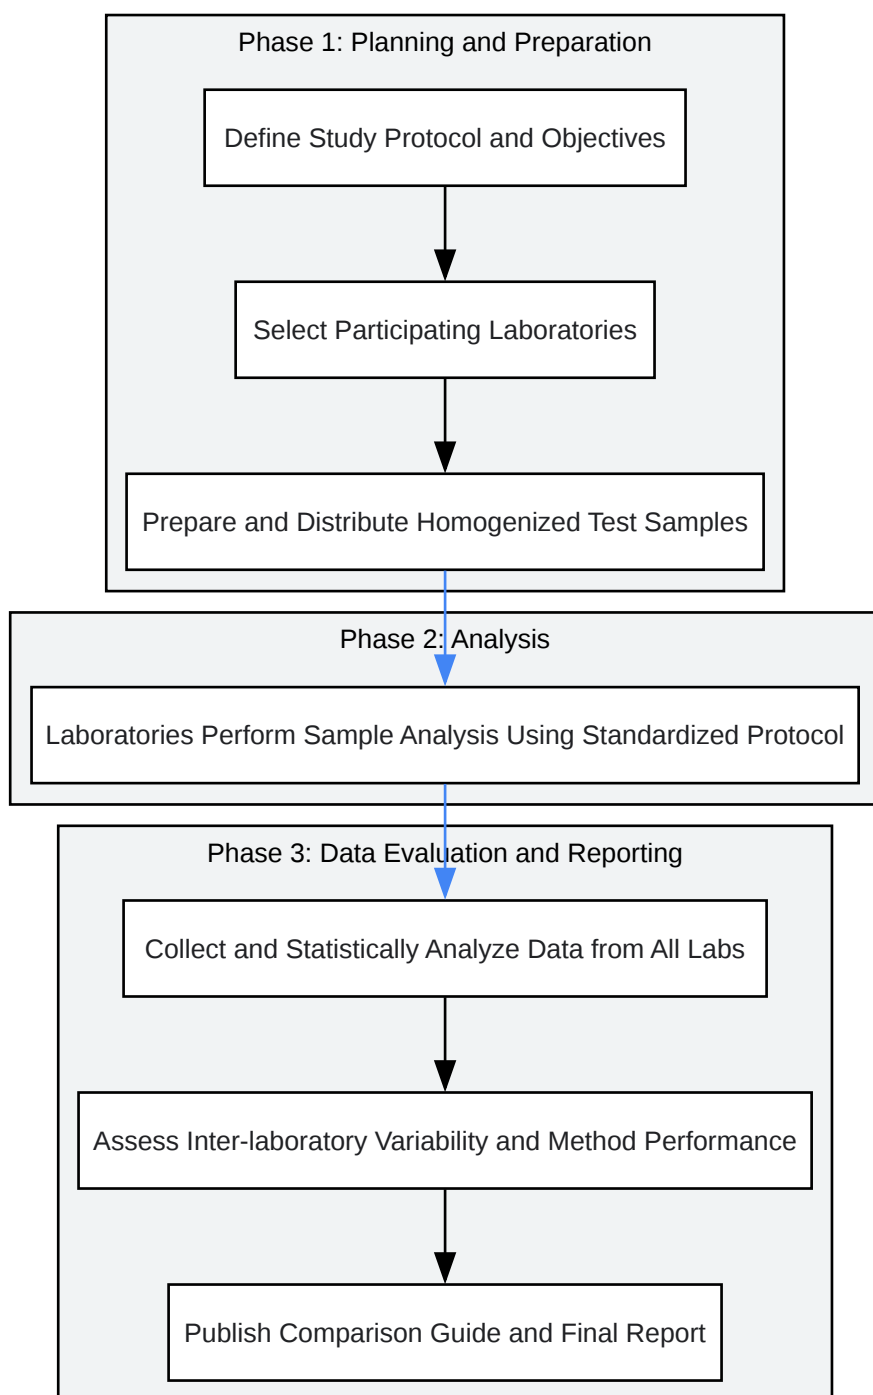 Phase 1: Planning and Preparation
Define Study Protocol and Objectives
Select Participating Laboratories
Prepare and Distribute Homogenized Test Samples
Phase 2: Analysis
Laboratories Perform Sample Analysis Using Standardized Protocol
Phase 3: Data Evaluation and Reporting
Collect and Statistically Analyze Data from All Labs
Assess Inter-laboratory Variability and Method Performance
Publish Comparison Guide and Final Report